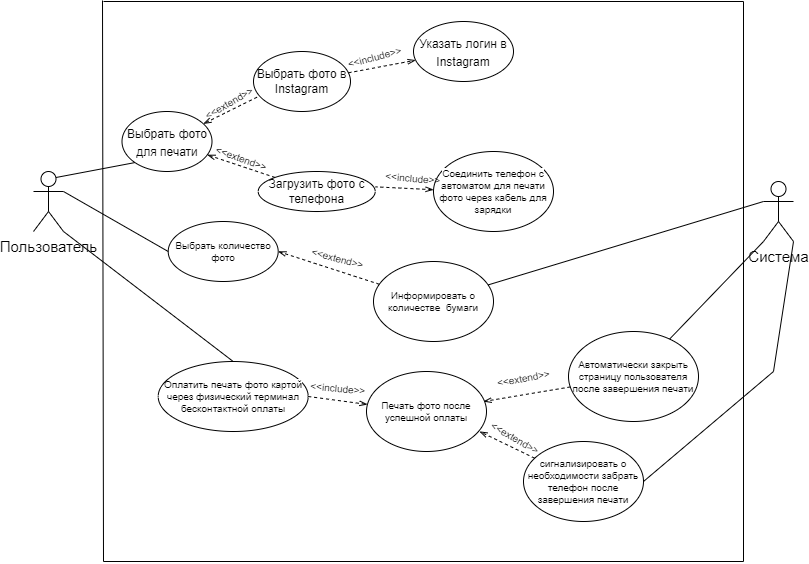 Указать логин в
Instagram
<<include>>
Выбрать фото в
Instagram
<<extend>>
Выбрать фото
для печати
<<extend>>
Загрузить фото с
телефона
<<include>>
Соединить телефон с
автоматом для печати
фото через кабель для
зарядки
Пользователь
Система
Выбрать количество
фото
<<extend>>
Информировать о
количестве бумаги
Оплатить печать фото картой
через физический терминал
бесконтактной оплаты
<<include>>
Печать фото после
успешной оплаты
<<extend>>
Автоматически закрыть
страницу пользователя
после завершения печати
<<extend>>
сигнализировать о
необходимости забрать
телефон после
завершения печати